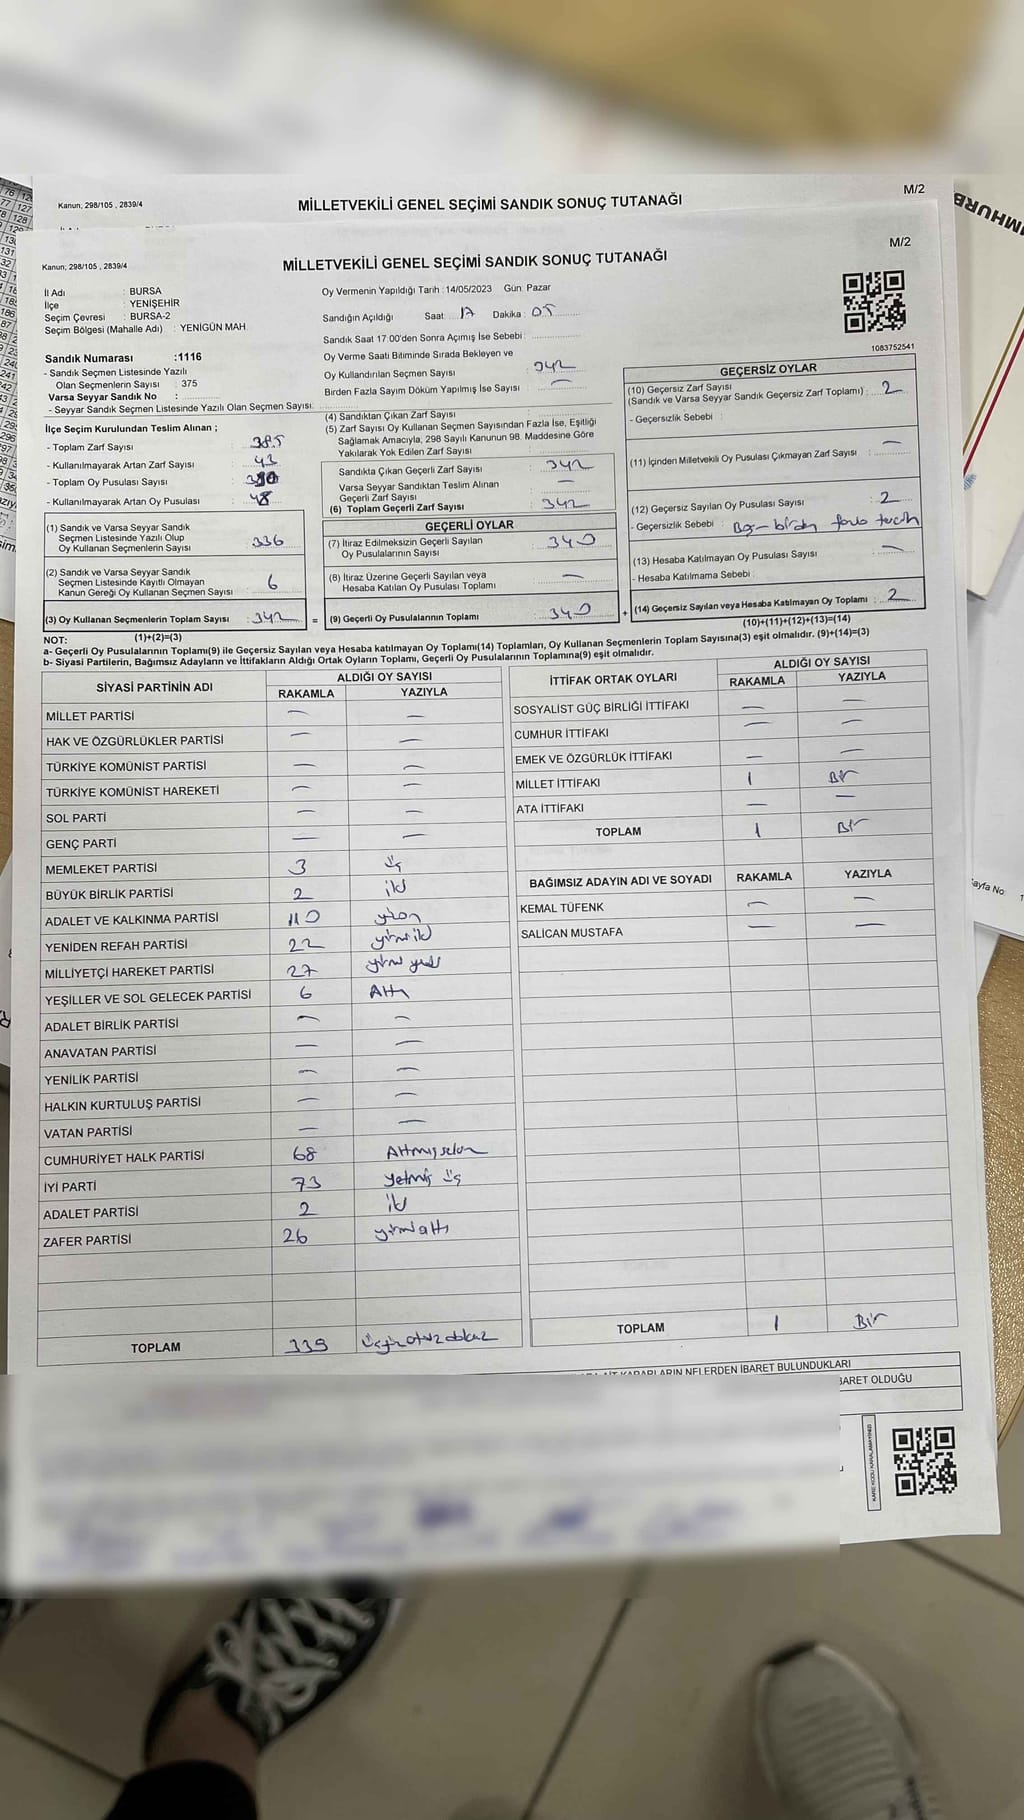 Kanun; 298/105 , 2839/4
MİLLETVEKİLİ GENEL SEÇİMİ SANDIK SONUÇ TUTANAĞI
M/2
Kanun; 298/105 , 2839/4
MİLLETVEKİLİ GENEL SEÇİMİ SANDIK SONUÇ TUTANAĞI
M/2
İl Adı : BURSA
İlçe : YENİŞEHİR
Seçim Çevresi : BURSA-2
Seçim Bölgesi (Mahalle Adı) : YENİGÜN MAH.
Oy Vermenin Yapıldığı Tarih : 14/05/2023 Gün: Pazar
Sandığın Açıldığı Saat : 17 Dakika : 05
Sandık Saat 17:00'den Sonra Açımış İse Sebebi :
Oy Verme Saati Bitiminde Sırada Bekleyen ve
Oy Kullandırılan Seçmen Sayısı : 342
Birden Fazla Sayım Döküm Yapılmış İse Sayısı : —
1083752541
Sandık Numarası :1116
- Sandık Seçmen Listesinde Yazılı
Olan Seçmenlerin Sayısı : 375
Varsa Seyyar Sandık No :
- Seyyar Sandık Seçmen Listesinde Yazılı Olan Seçmen Sayısı:
İlçe Seçim Kurulundan Teslim Alınan ;
- Toplam Zarf Sayısı : 385
- Kullanılmayarak Artan Zarf Sayısı : 43
- Toplam Oy Pusulası Sayısı :
- Kullanılmayarak Artan Oy Pusulası : 48
(1) Sandık ve Varsa Seyyar Sandık
Seçmen Listesinde Yazılı Olup
Oy Kullanan Seçmenlerin Sayısı : 336
(2) Sandık ve Varsa Seyyar Sandık
Seçmen Listesinde Kayıtlı Olmayan
Kanun Gereği Oy Kullanan Seçmen Sayısı : 6
(3) Oy Kullanan Seçmenlerin Toplam Sayısı : 342
(1)+(2)=(3)
(4) Sandıktan Çıkan Zarf Sayısı :
(5) Zarf Sayısı Oy Kullanan Seçmen Sayısından Fazla İse, Eşitliği
Sağlamak Amacıyla, 298 Sayılı Kanunun 98. Maddesine Göre
Yakılarak Yok Edilen Zarf Sayısı :
Sandıkta Çıkan Geçerli Zarf Sayısı : 342
Varsa Seyyar Sandıktan Teslim Alınan
Geçerli Zarf Sayısı : —
(6) Toplam Geçerli Zarf Sayısı : 342
GEÇERLİ OYLAR
(7) İtiraz Edilmeksizin Geçerli Sayılan
Oy Pusulalarının Sayısı : 340
(8) İtiraz Üzerine Geçerli Sayılan veya
Hesaba Katılan Oy Pusulası Toplamı : —
= (9) Geçerli Oy Pusulalarının Toplamı : 340 +
GEÇERSİZ OYLAR
(10) Geçersiz Zarf Sayısı
(Sandık ve Varsa Seyyar Sandık Geçersiz Zarf Toplamı) : 2
- Geçersizlik Sebebi :
(11) İçinden Milletvekili Oy Pusulası Çıkmayan Zarf Sayısı : —
(12) Geçersiz Sayılan Oy Pusulası Sayısı : 2
- Geçersizlik Sebebi : Boş-birden fazla tercih
(13) Hesaba Katılmayan Oy Pusulası Sayısı : —
- Hesaba Katılmama Sebebi :
(14) Geçersiz Sayılan veya Hesaba Katılmayan Oy Toplamı : 2
(10)+(11)+(12)+(13)=(14)
NOT:
a- Geçerli Oy Pusulalarının Toplamı(9) ile Geçersiz Sayılan veya Hesaba katılmayan Oy Toplamı(14) Toplamları, Oy Kullanan Seçmenlerin Toplam Sayısına(3) eşit olmalıdır. (9)+(14)=(3)
b- Siyasi Partilerin, Bağımsız Adayların ve İttifakların Aldığı Ortak Oyların Toplamı, Geçerli Oy Pusulalarının Toplamına(9) eşit olmalıdır.
SİYASİ PARTİNİN ADI ALDIĞI OY SAYISI
RAKAMLA YAZIYLA
MİLLET PARTİSİ — —
HAK VE ÖZGÜRLÜKLER PARTİSİ — —
TÜRKİYE KOMÜNİST PARTİSİ — —
TÜRKİYE KOMÜNİST HAREKETİ — —
SOL PARTİ — —
GENÇ PARTİ — —
MEMLEKET PARTİSİ 3 üç
BÜYÜK BİRLİK PARTİSİ 2 iki
ADALET VE KALKINMA PARTİSİ 110 yüzon
YENİDEN REFAH PARTİSİ 22 yirmiiki
MİLLİYETÇİ HAREKET PARTİSİ 27 yirmi yedi
YEŞİLLER VE SOL GELECEK PARTİSİ 6 Altı
ADALET BİRLİK PARTİSİ — —
ANAVATAN PARTİSİ — —
YENİLİK PARTİSİ — —
HALKIN KURTULUŞ PARTİSİ — —
VATAN PARTİSİ — —
CUMHURİYET HALK PARTİSİ 68 Altmışsekiz
İYİ PARTİ 73 Yetmiş üç
ADALET PARTİSİ 2 iki
ZAFER PARTİSİ 26 yirmialtı
TOPLAM 339 üçyüzotuzdokuz
İTTİFAK ORTAK OYLARI ALDIĞI OY SAYISI
RAKAMLA YAZIYLA
SOSYALİST GÜÇ BİRLİĞİ İTTİFAKI — —
CUMHUR İTTİFAKI — —
EMEK VE ÖZGÜRLÜK İTTİFAKI — —
MİLLET İTTİFAKI 1 Bir
ATA İTTİFAKI — —
TOPLAM 1 Bir
BAĞIMSIZ ADAYIN ADI VE SOYADI RAKAMLA YAZIYLA
KEMAL TÜFENK — —
SALİCAN MUSTAFA — —
TOPLAM 1 Bir
KARARLARIN NELERDEN İBARET BULUNDUKLARI
BARET OLDUĞU
KARE KODU KARALAMAYINIZ
MHURB
ayfa No: